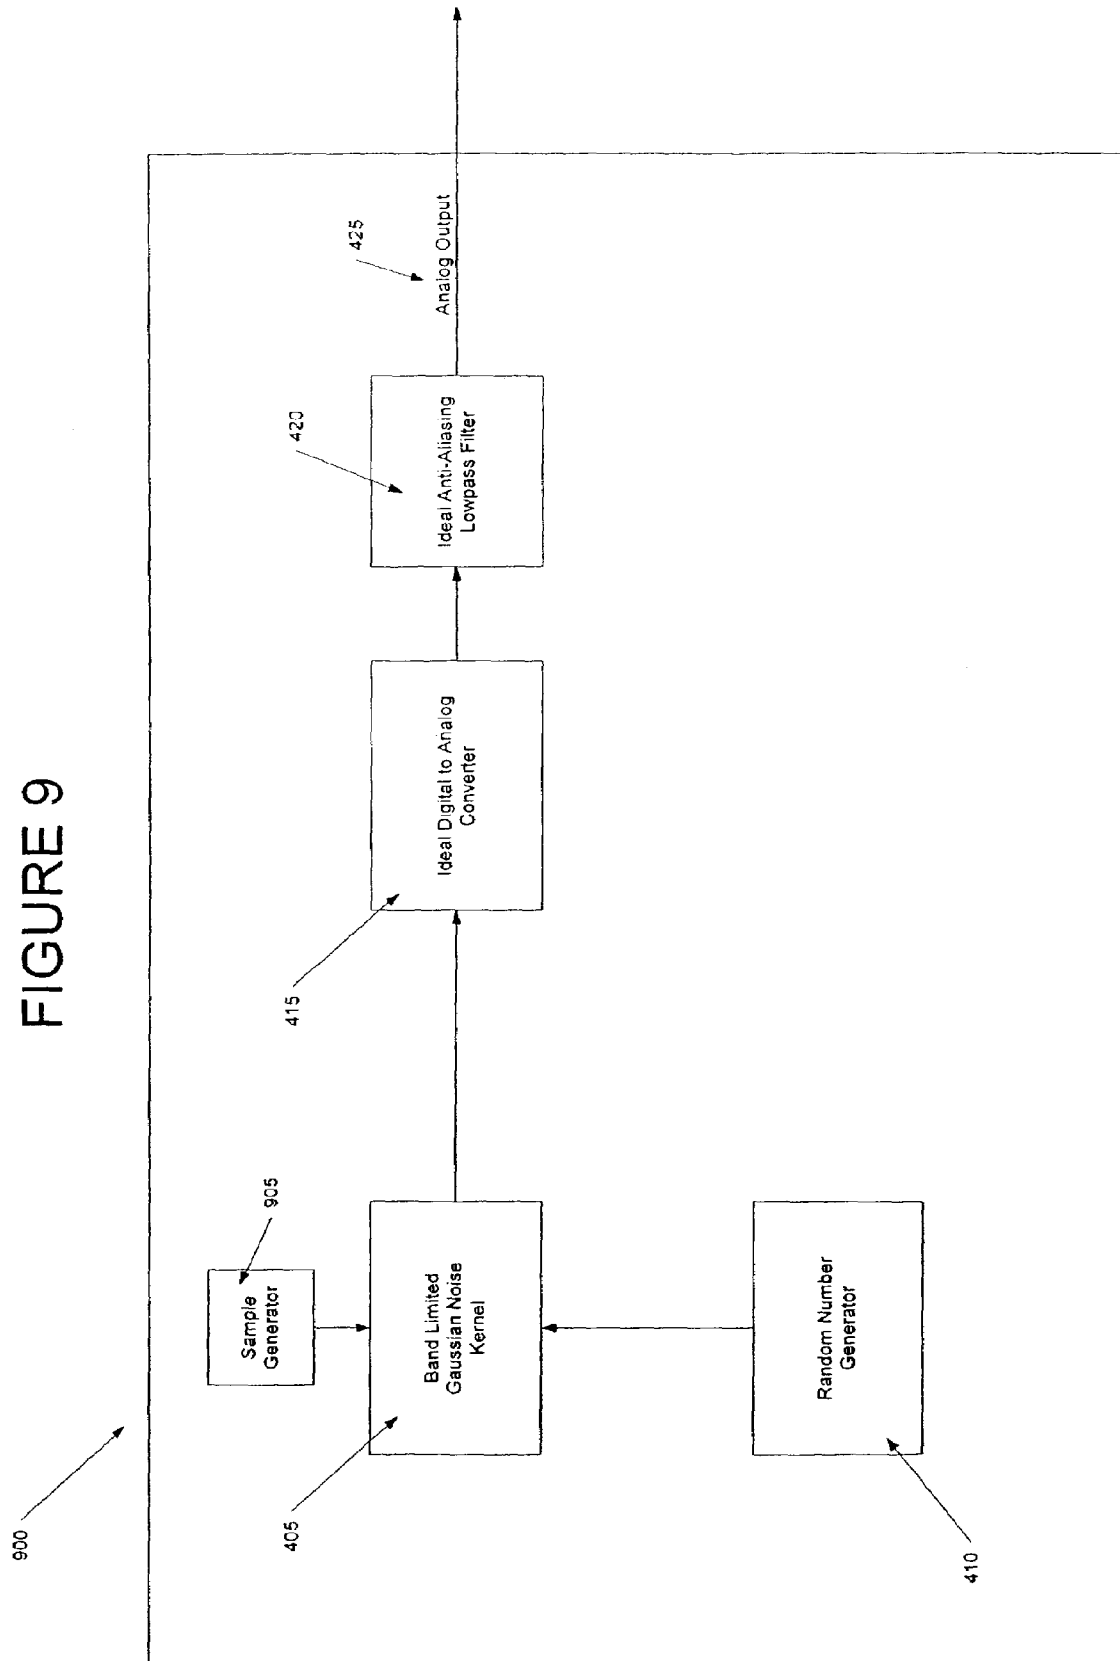 FIGURE 9
900
Sample
Generator
905
Band Limited
Gaussian Noise
Kernel
405
Random Number
Generator
410
Ideal Digital to Analog
Converter
415
Ideal Anti-Aliasing
Lowpass Filter
420
Analog Output
425